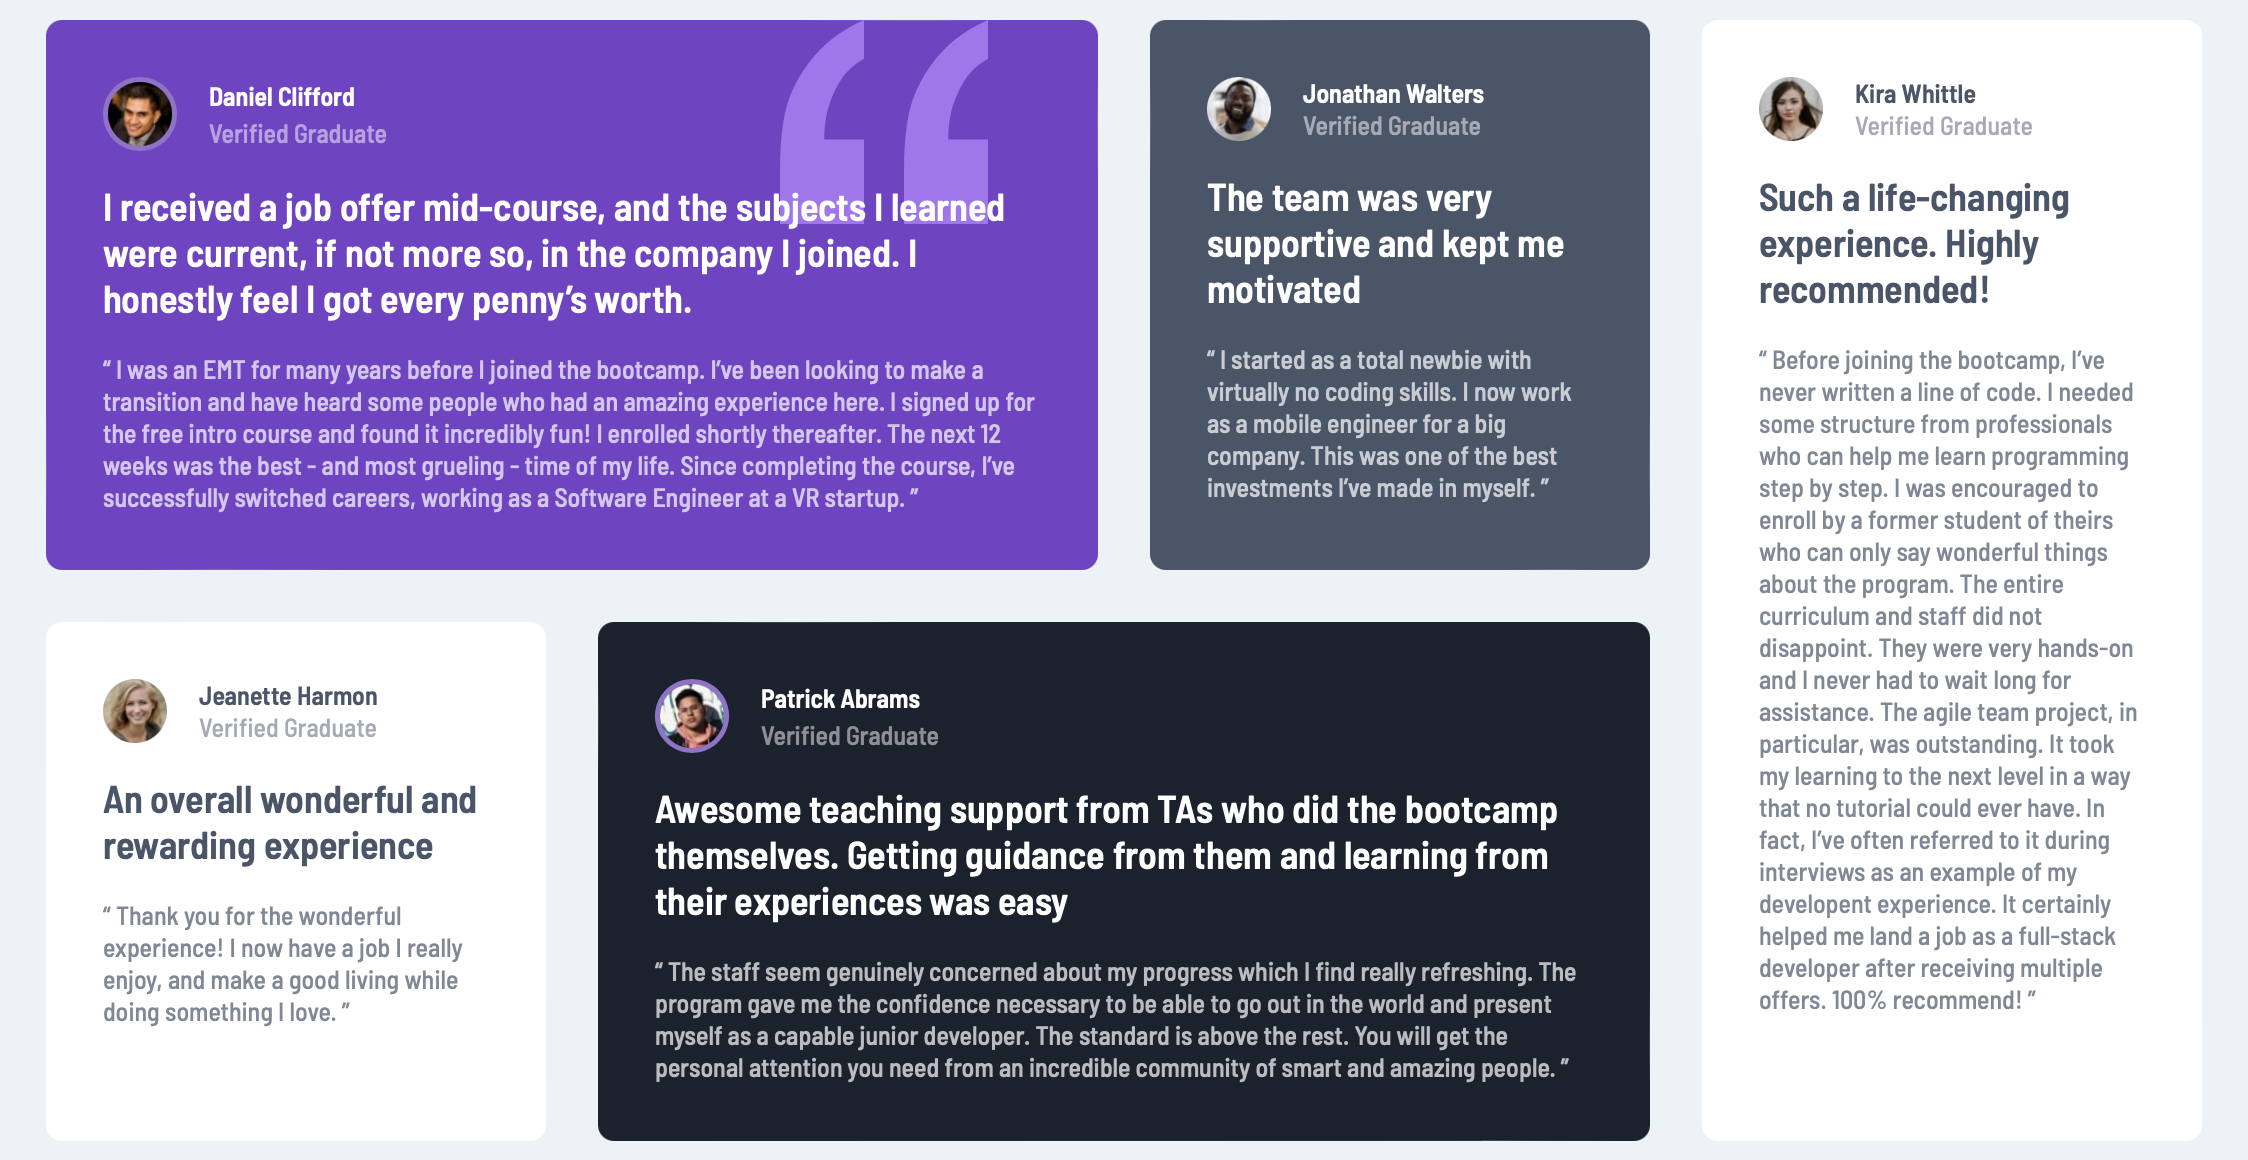 Daniel Clifford
Verified Graduate
I received a job offer mid-course, and the subjects I learned
were current, if not more so, in the company I joined. I
honestly feel I got every penny’s worth.
“ I was an EMT for many years before I joined the bootcamp. I’ve been looking to make a
transition and have heard some people who had an amazing experience here. I signed up for
the free intro course and found it incredibly fun! I enrolled shortly thereafter. The next 12
weeks was the best - and most grueling - time of my life. Since completing the course, I’ve
successfully switched careers, working as a Software Engineer at a VR startup. ”
Jonathan Walters
Verified Graduate
The team was very
supportive and kept me
motivated
“ I started as a total newbie with
virtually no coding skills. I now work
as a mobile engineer for a big
company. This was one of the best
investments I’ve made in myself. ”
Kira Whittle
Verified Graduate
Such a life-changing
experience. Highly
recommended!
“ Before joining the bootcamp, I’ve
never written a line of code. I needed
some structure from professionals
who can help me learn programming
step by step. I was encouraged to
enroll by a former student of theirs
who can only say wonderful things
about the program. The entire
curriculum and staff did not
disappoint. They were very hands-on
and I never had to wait long for
assistance. The agile team project, in
particular, was outstanding. It took
my learning to the next level in a way
that no tutorial could ever have. In
fact, I’ve often referred to it during
interviews as an example of my
developent experience. It certainly
helped me land a job as a full-stack
developer after receiving multiple
offers. 100% recommend! ”
Jeanette Harmon
Verified Graduate
An overall wonderful and
rewarding experience
“ Thank you for the wonderful
experience! I now have a job I really
enjoy, and make a good living while
doing something I love. ”
Patrick Abrams
Verified Graduate
Awesome teaching support from TAs who did the bootcamp
themselves. Getting guidance from them and learning from
their experiences was easy
“ The staff seem genuinely concerned about my progress which I find really refreshing. The
program gave me the confidence necessary to be able to go out in the world and present
myself as a capable junior developer. The standard is above the rest. You will get the
personal attention you need from an incredible community of smart and amazing people. ”